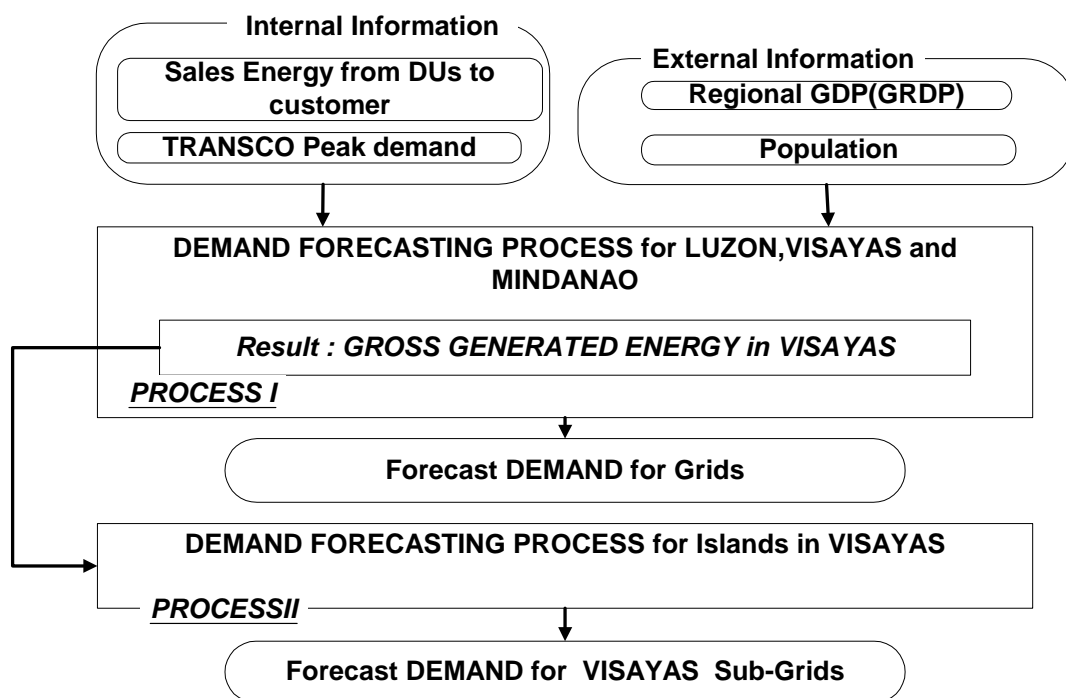 Internal Information
Sales Energy from DUs to
customer
TRANSCO Peak demand
External Information
Regional GDP(GRDP)
Population
DEMAND FORECASTING PROCESS for LUZON,VISAYAS and
MINDANAO
Result : GROSS GENERATED ENERGY in VISAYAS
PROCESS I
Forecast DEMAND for Grids
DEMAND FORECASTING PROCESS for Islands in VISAYAS
PROCESSII
Forecast DEMAND for VISAYAS Sub-Grids